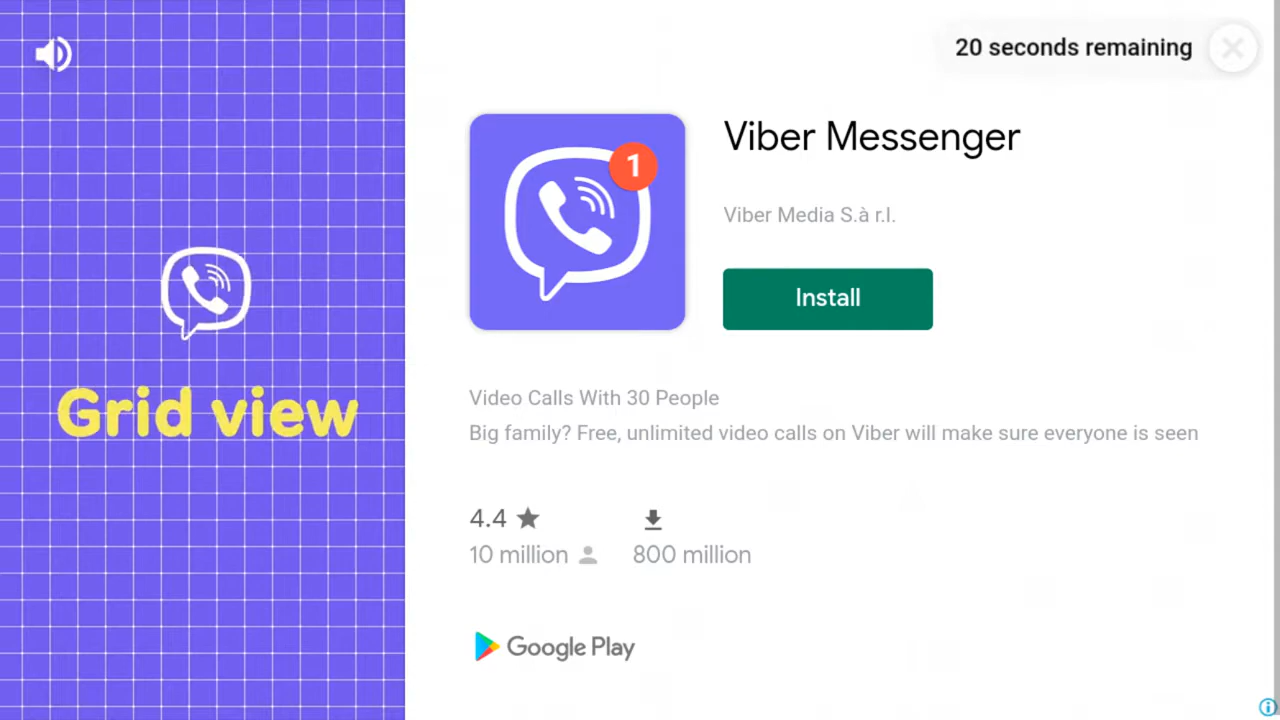 20 seconds remaining
Viber Messenger
1
Viber Media S.à r.l.
Install
Grid view
Video Calls With 30 People
Big family? Free, unlimited video calls on Viber will make sure everyone is seen
4.4
10 million
800 million
Google Play